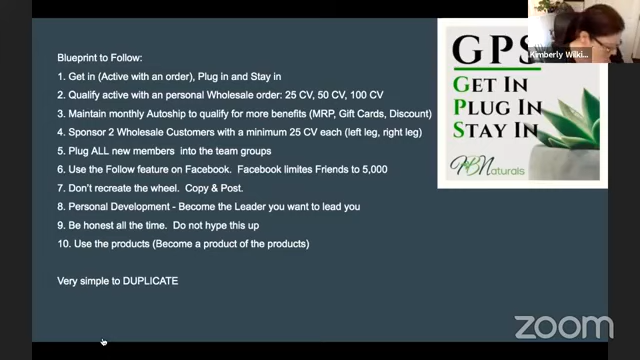 Blueprint to Follow:
1. Get in (Active with an order), Plug in and Stay in
2. Qualify active with an personal Wholesale order: 25 CV, 50 CV, 100 CV
3. Maintain monthly Autoship to qualify for more benefits (MRP, Gift Cards, Discount)
4. Sponsor 2 Wholesale Customers with a minimum 25 CV each (left leg, right leg)
5. Plug ALL new members into the team groups
6. Use the Follow feature on Facebook. Facebook limites Friends to 5,000
7. Don't recreate the wheel. Copy & Post.
8. Personal Development - Become the Leader you want to lead you
9. Be honest all the time. Do not hype this up
10. Use the products (Become a product of the products)
Very simple to DUPLICATE
GPS
GET IN
PLUG IN
STAY IN
HBNaturals
Kimberly Wilki...
zoom